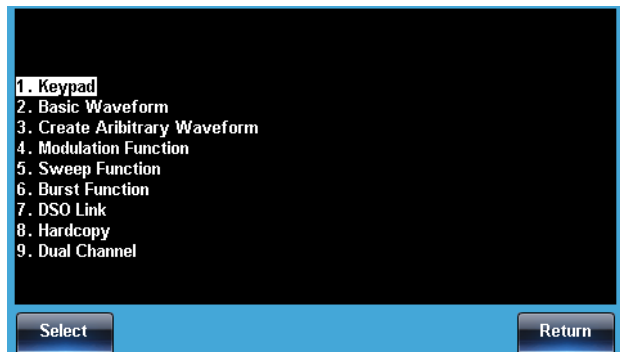 1. Keypad
2. Basic Waveform
3. Create Aribitrary Waveform
4. Modulation Function
5. Sweep Function
6. Burst Function
7. DSO Link
8. Hardcopy
9. Dual Channel
Select Return